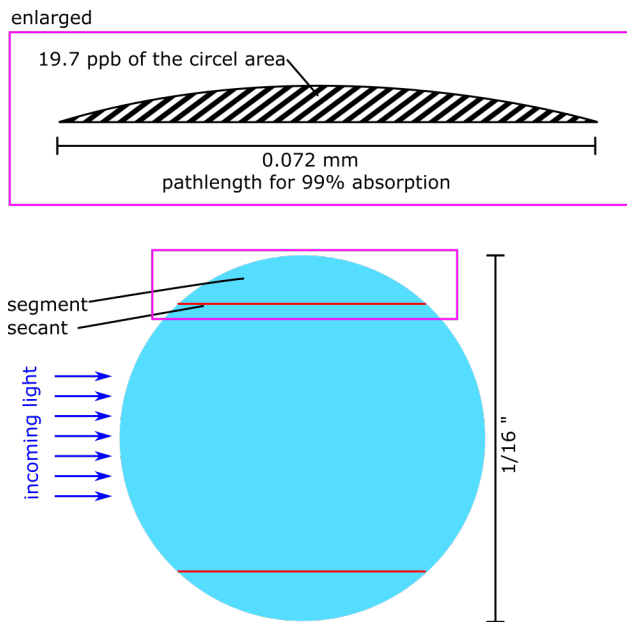 enlarged
19.7 ppb of the circel area
0.072 mm
pathlength for 99% absorption
segment
secant
incoming light
1/16 "